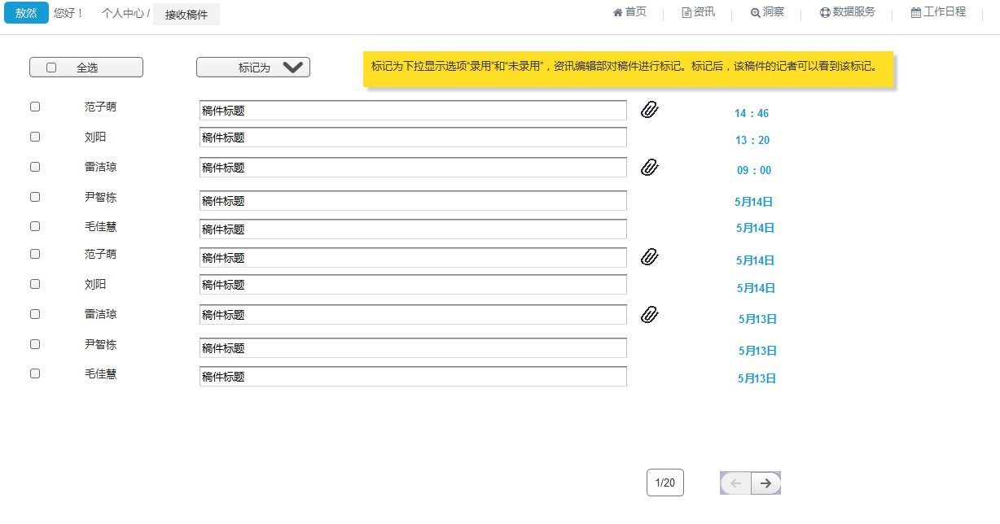 敖然 您好！ 个人中心 / 接收稿件 首页 资讯 洞察 数据服务 工作日程
全选 标记为 标记为下拉显示选项“录用”和“未录用”，资讯编辑部对稿件进行标记。标记后，该稿件的记者可以看到该标记。
范子萌 稿件标题 14：46
刘阳 稿件标题 13：20
雷洁琼 稿件标题 09：00
尹智栋 稿件标题 5月14日
毛佳慧 稿件标题 5月14日
范子萌 稿件标题 5月14日
刘阳 稿件标题 5月14日
雷洁琼 稿件标题 5月13日
尹智栋 稿件标题 5月13日
毛佳慧 稿件标题 5月13日
1/20